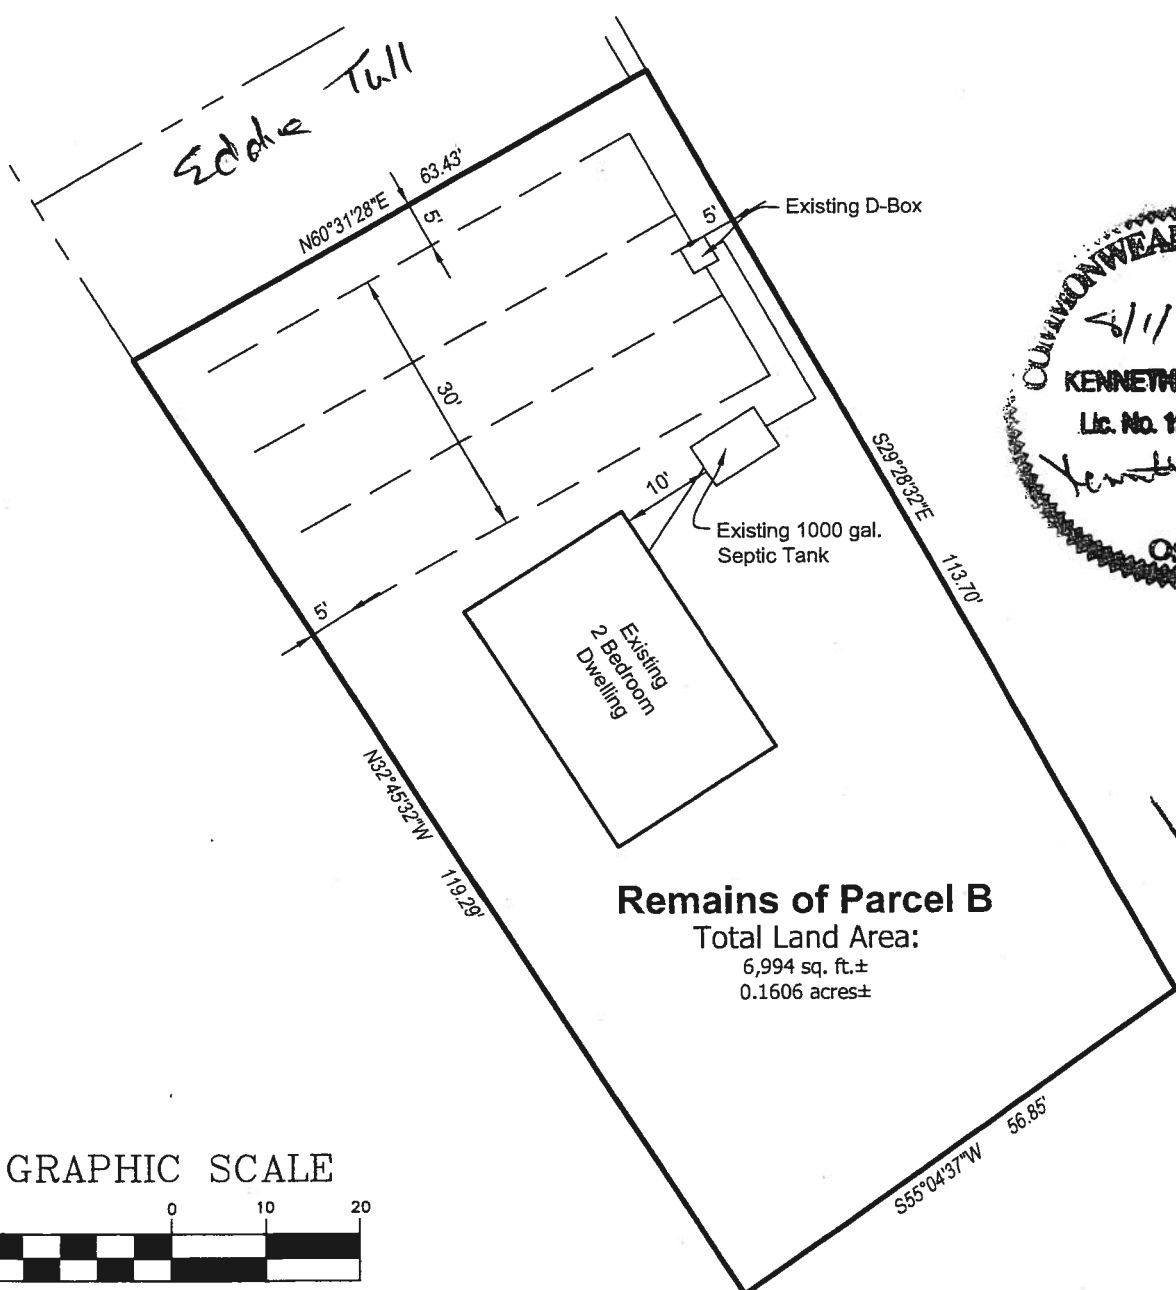 Eddie Tull
N60°31'28"E 63.43'
5'
5'
Existing D-Box
30'
10'
Existing 1000 gal.
Septic Tank
5'
S29°28'32"E 113.70'
Existing
2 Bedroom
Dwelling
N32°45'32"W 119.29'
Remains of Parcel B
Total Land Area:
6,994 sq. ft.±
0.1606 acres±
S55°04'37"W 56.85'
COMMONWEA
8/11/
KENNETH
Lic. No. 1
GRAPHIC SCALE
0 10 20